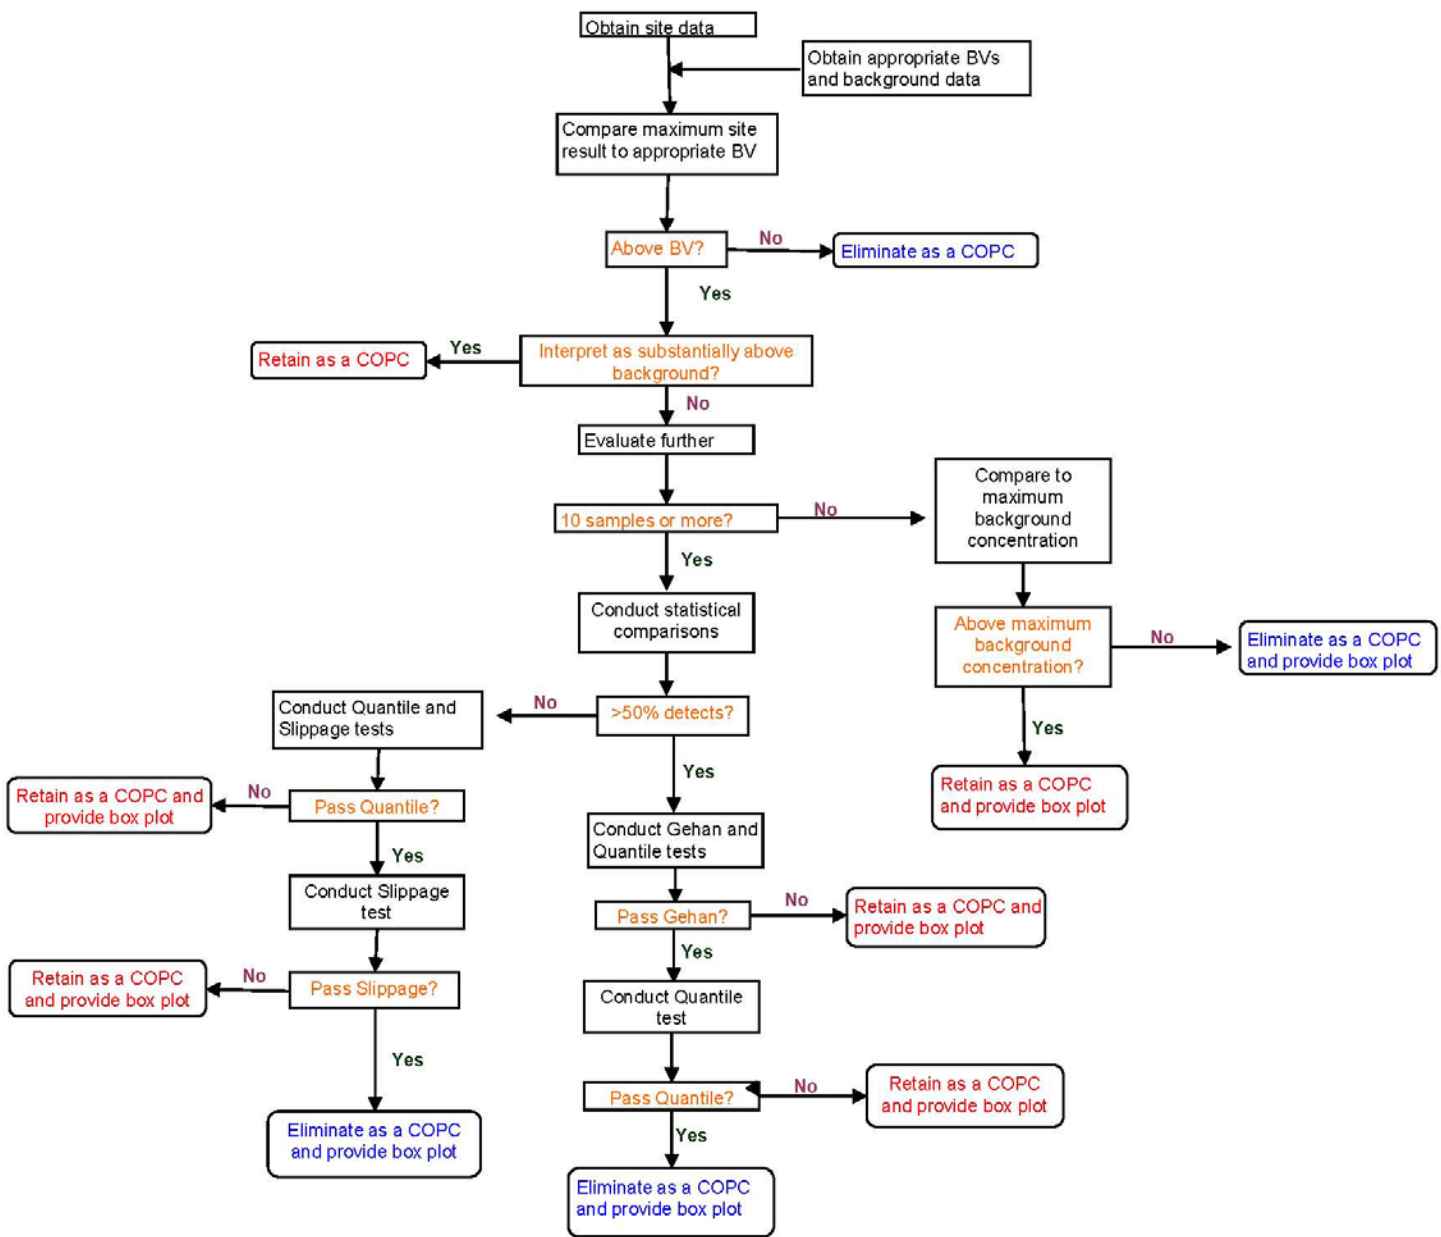 Obtain site data
Obtain appropriate BVs
and background data
Compare maximum site
result to appropriate BV
Above BV?
No
Eliminate as a COPC
Yes
Retain as a COPC
Yes
Interpret as substantially above
background?
No
Evaluate further
10 samples or more?
No
Compare to
maximum
background
concentration
Yes
Conduct statistical
comparisons
Above maximum
background
concentration?
No
Eliminate as a COPC
and provide box plot
Yes
Retain as a COPC
and provide box plot
>50% detects?
No
Conduct Quantile and
Slippage tests
Retain as a COPC and
provide box plot
No
Pass Quantile?
Yes
Conduct Slippage
test
Retain as a COPC
and provide box plot
No
Pass Slippage?
Yes
Eliminate as a COPC
and provide box plot
Yes
Conduct Gehan and
Quantile tests
Pass Gehan?
No
Retain as a COPC and
provide box plot
Yes
Conduct Quantile
test
Pass Quantile?
No
Retain as a COPC
and provide box plot
Yes
Eliminate as a COPC
and provide box plot